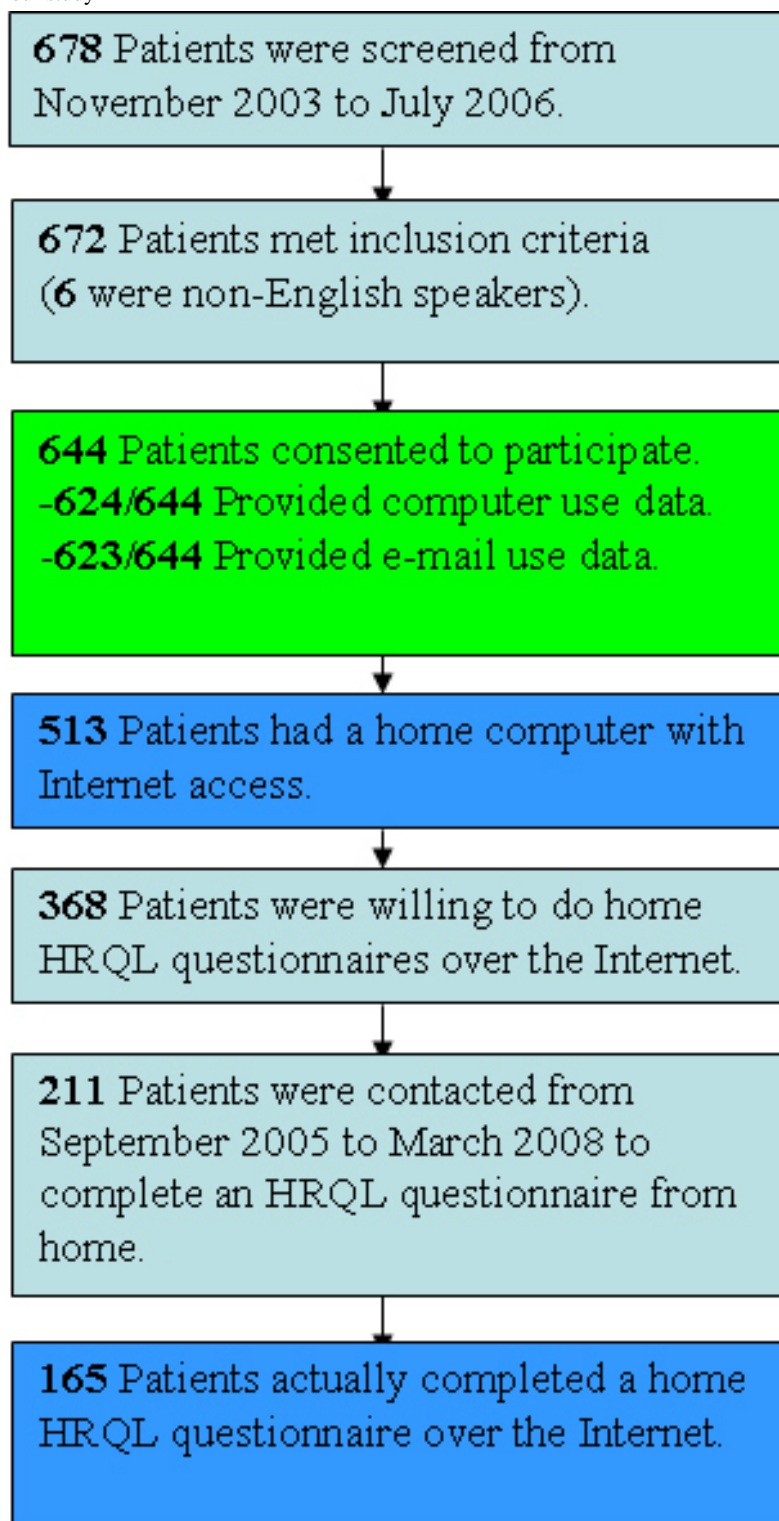 678 Patients were screened from
November 2003 to July 2006.
672 Patients met inclusion criteria
(6 were non-English speakers).
644 Patients consented to participate.
-624/644 Provided computer use data.
-623/644 Provided e-mail use data.
513 Patients had a home computer with
Internet access.
368 Patients were willing to do home
HRQL questionnaires over the Internet.
211 Patients were contacted from
September 2005 to March 2008 to
complete an HRQL questionnaire from
home.
165 Patients actually completed a home
HRQL questionnaire over the Internet.